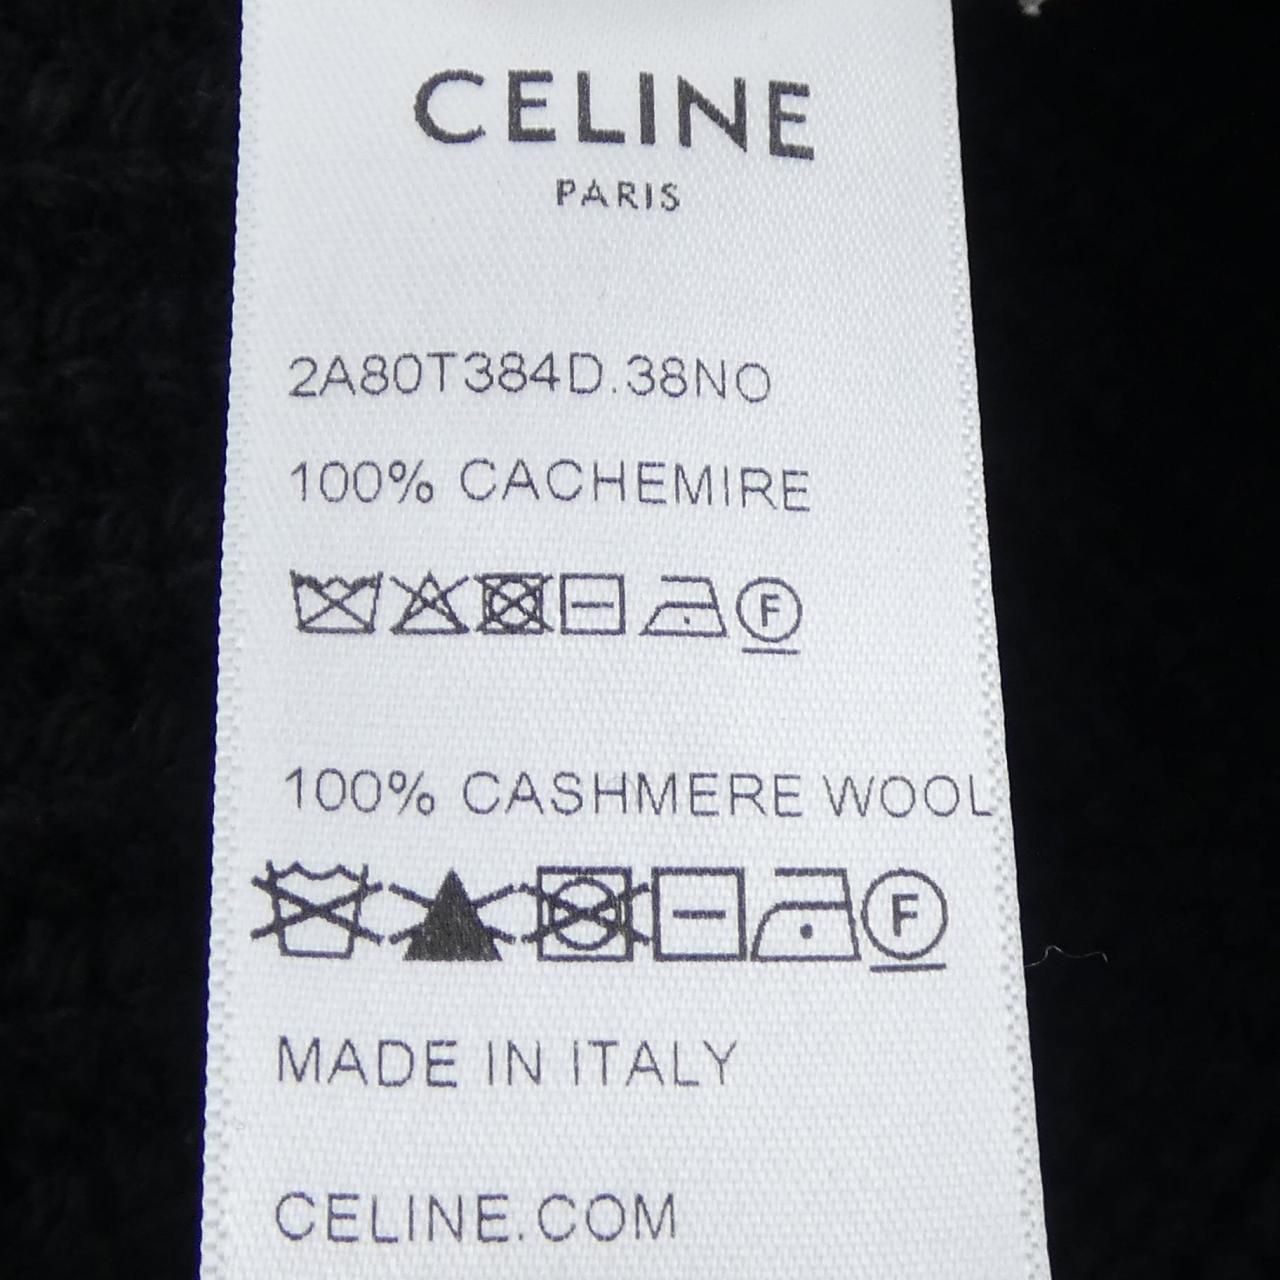 CELINE
PARIS
2A80T384D.38NO
100% CACHEMIRE
F
100% CASHMERE WOOL
F
MADE IN ITALY
CELINE.COM